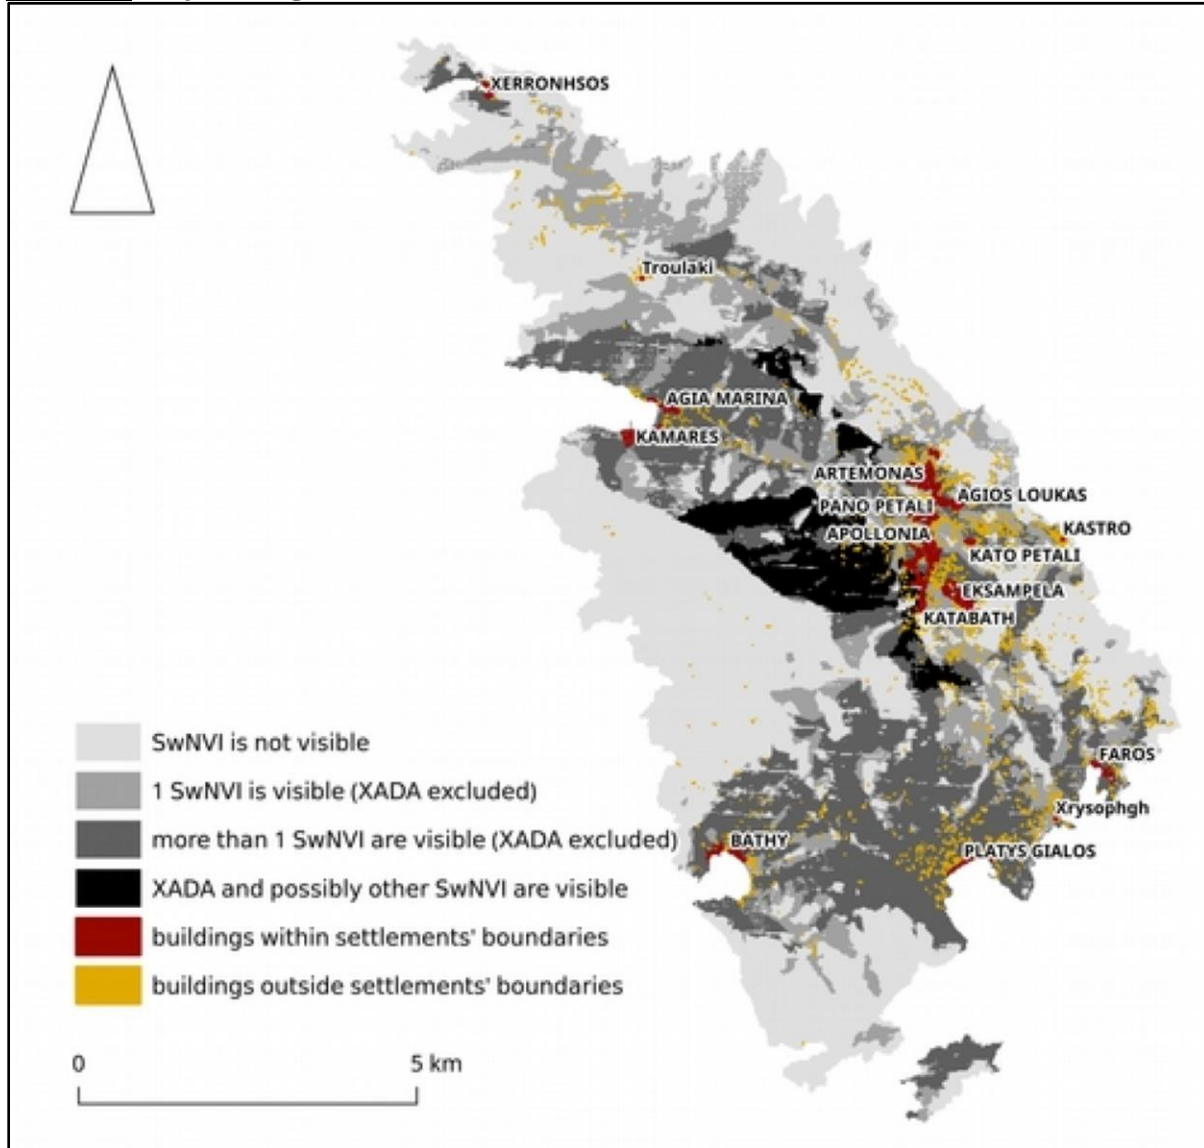 XERRONHSOS
Troulaki
AGIA MARINA
KAMARES
ARTEMONAS
AGIOS LOUKAS
PANO PETALI
KASTRO
APOLLONIA
KATO PETALI
EKSAMPELA
KATABATH
FAROS
Xrysophgh
BATHY
PLATYS GIALOS
SwNVI is not visible
1 SwNVI is visible (XADA excluded)
more than 1 SwNVI are visible (XADA excluded)
XADA and possibly other SwNVI are visible
buildings within settlements' boundaries
buildings outside settlements' boundaries
0 5 km